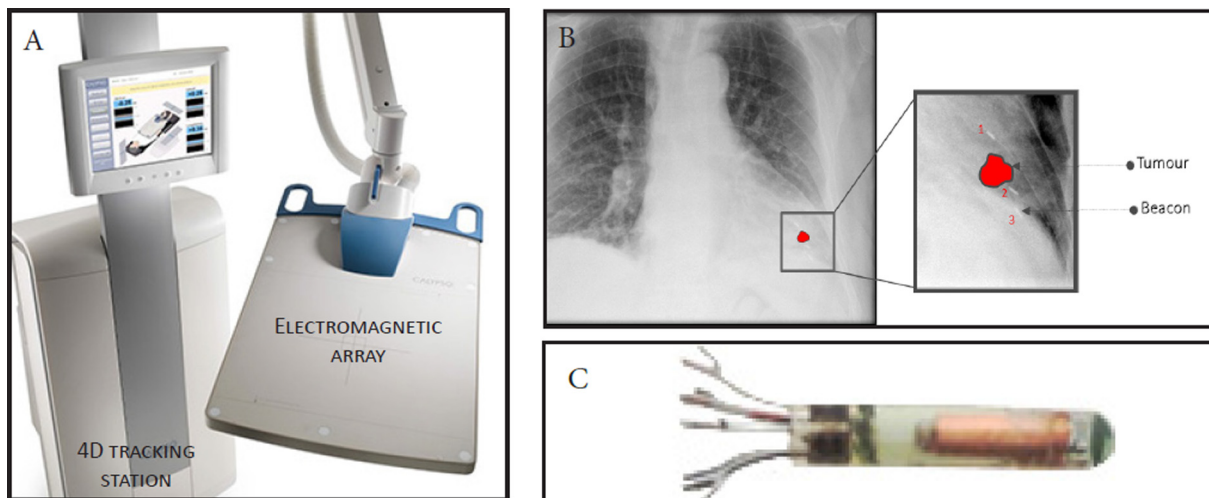 A
ELECTROMAGNETIC
ARRAY
4D TRACKING
STATION
B
1
2
3
Tumour
Beacon
C